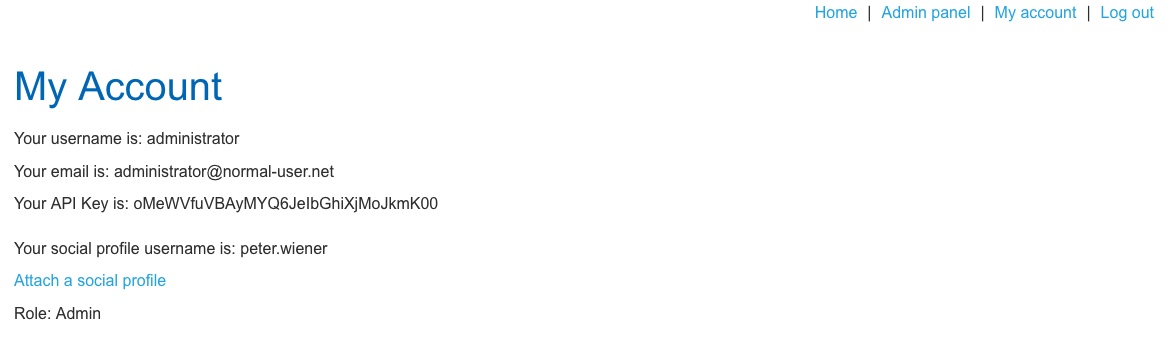 Home | Admin panel | My account | Log out
My Account
Your username is: administrator
Your email is: administrator@normal-user.net
Your API Key is: oMeWVfuVBAyMYQ6JeIbGhiXjMoJkmK00
Your social profile username is: peter.wiener
Attach a social profile
Role: Admin